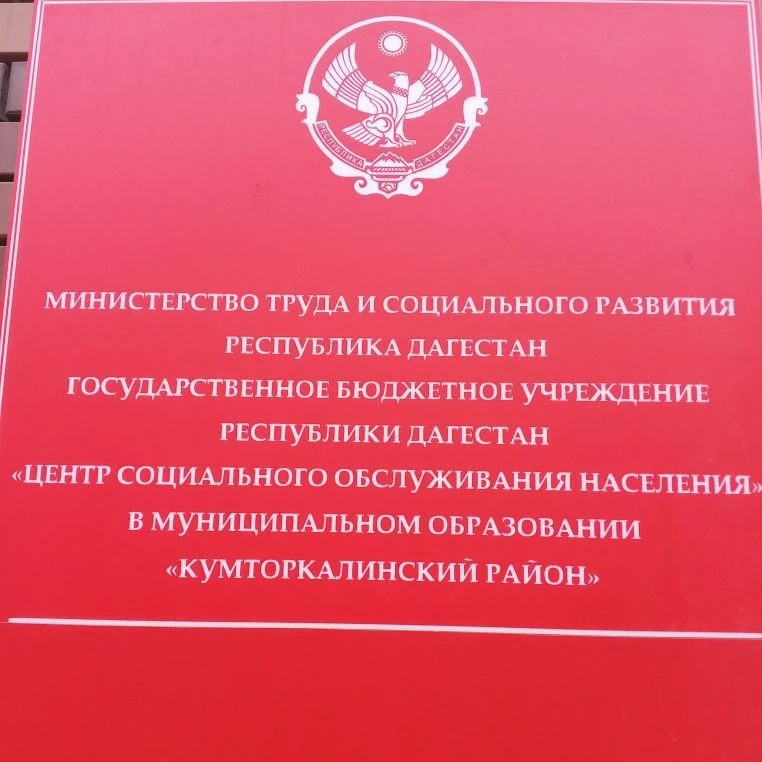 РЕСПУБЛИКА ДАГЕСТАН
МИНИСТЕРСТВО ТРУДА И СОЦИАЛЬНОГО РАЗВИТИЯ
РЕСПУБЛИКА ДАГЕСТАН
ГОСУДАРСТВЕННОЕ БЮДЖЕТНОЕ УЧРЕЖДЕНИЕ
РЕСПУБЛИКИ ДАГЕСТАН
«ЦЕНТР СОЦИАЛЬНОГО ОБСЛУЖИВАНИЯ НАСЕЛЕНИЯ»
В МУНИЦИПАЛЬНОМ ОБРАЗОВАНИИ
«КУМТОРКАЛИНСКИЙ РАЙОН»